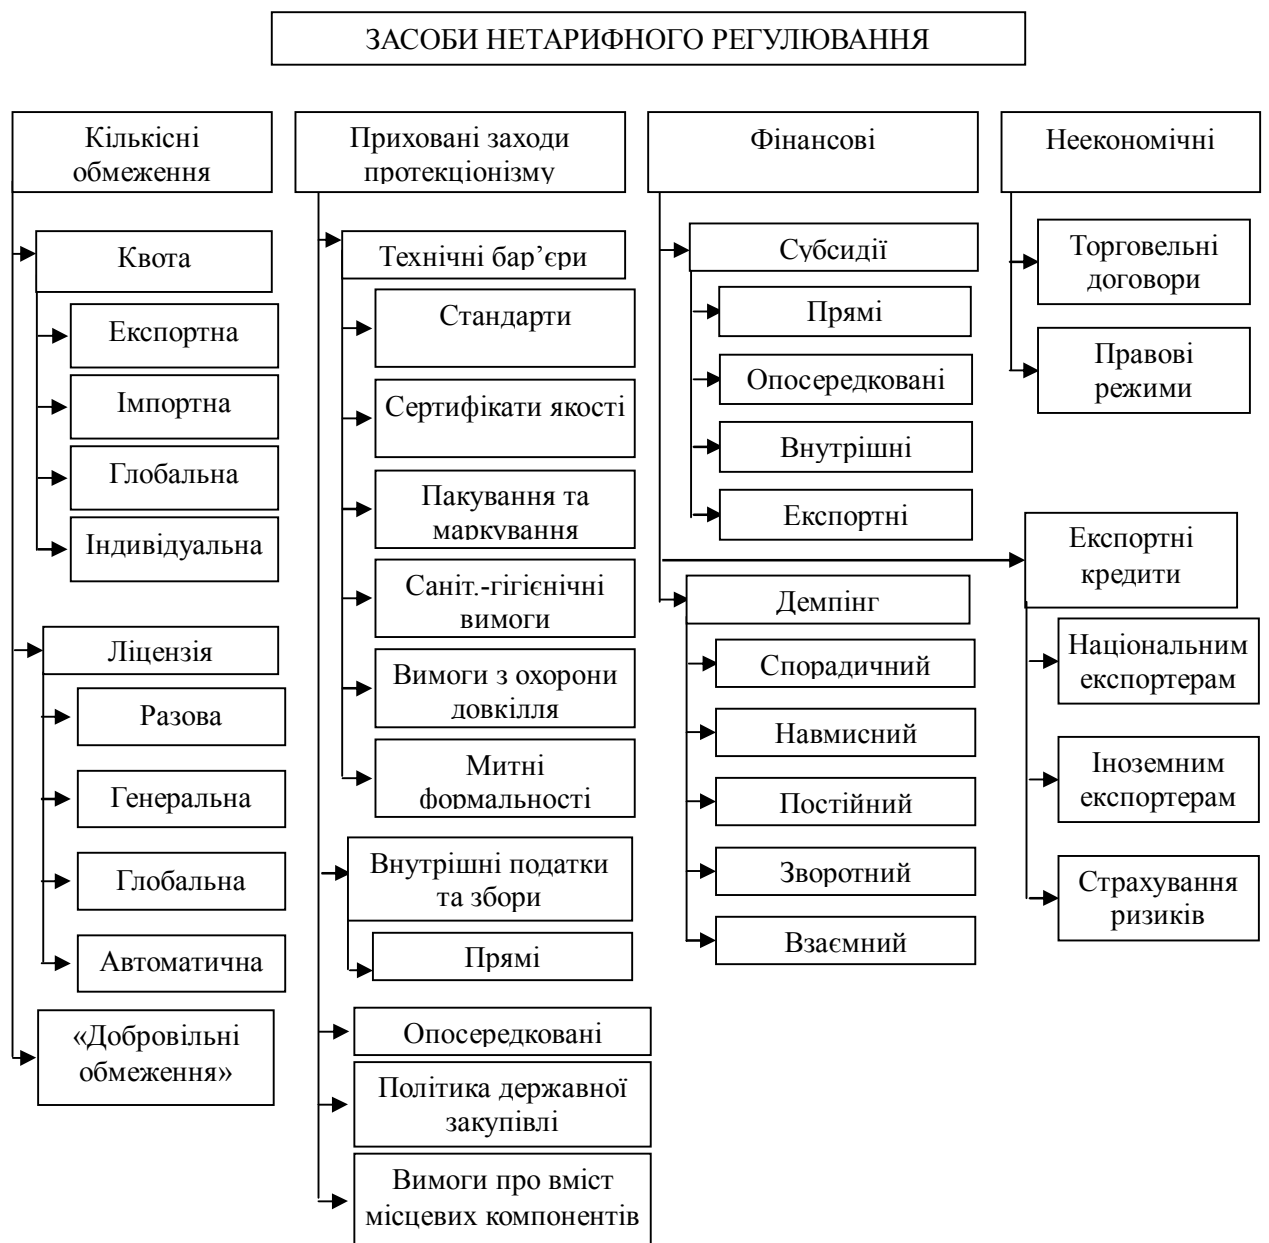 ЗАСОБИ НЕТАРИФНОГО РЕГУЛЮВАННЯ
Кількісні
обмеження
Квота
Експортна
Імпортна
Глобальна
Індивідуальна
Ліцензія
Разова
Генеральна
Глобальна
Автоматична
«Добровільні
обмеження»
Приховані заходи
протекціонізму
Технічні бар’єри
Стандарти
Сертифікати якості
Пакування та
маркування
Саніт.-гігієнічні
вимоги
Вимоги з охорони
довкілля
Митні
формальності
Внутрішні податки
та збори
Прямі
Опосередковані
Політика державної
закупівлі
Вимоги про вміст
місцевих компонентів
Фінансові
Субсидії
Прямі
Опосередковані
Внутрішні
Експортні
Демпінг
Спорадичний
Навмисний
Постійний
Зворотний
Взаємний
Експортні
кредити
Національним
експортерам
Іноземним
експортерам
Страхування
ризиків
Неекономічні
Торговельні
договори
Правові
режими